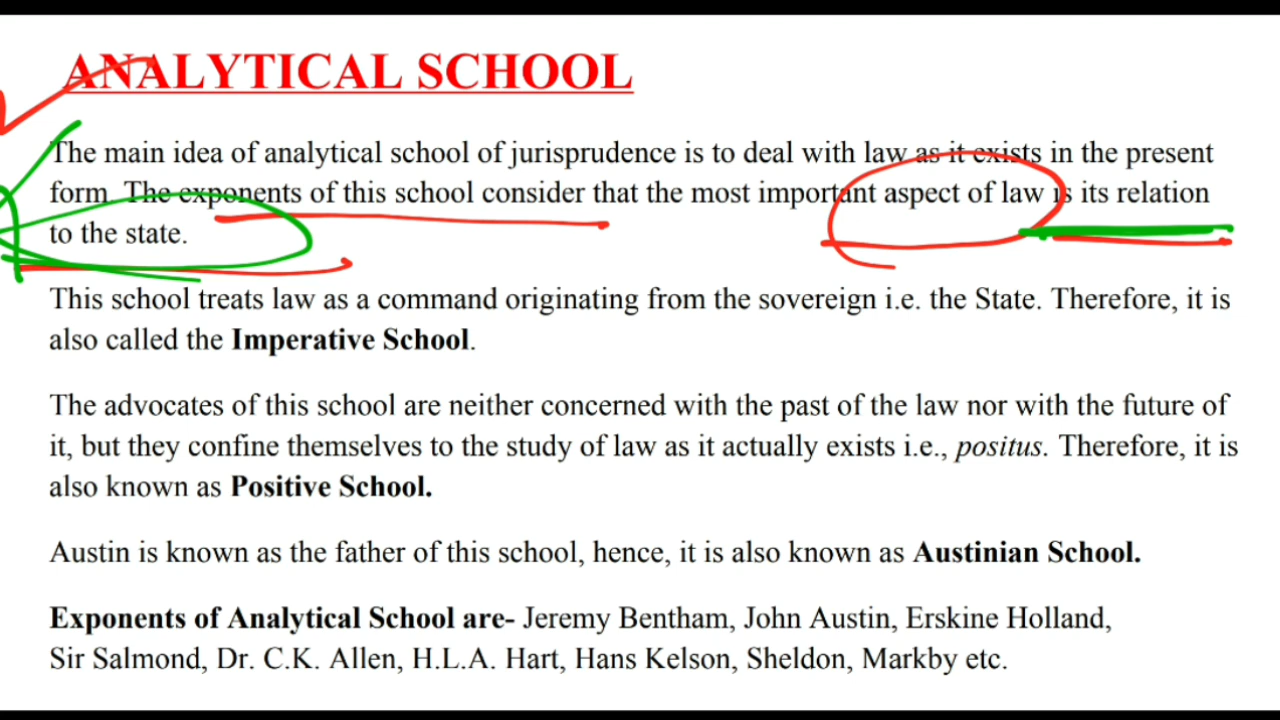 ANALYTICAL SCHOOL
The main idea of analytical school of jurisprudence is to deal with law as it exists in the present
form. The exponents of this school consider that the most important aspect of law is its relation
to the state.
This school treats law as a command originating from the sovereign i.e. the State. Therefore, it is
also called the Imperative School.
The advocates of this school are neither concerned with the past of the law nor with the future of
it, but they confine themselves to the study of law as it actually exists i.e., positus. Therefore, it is
also known as Positive School.
Austin is known as the father of this school, hence, it is also known as Austinian School.
Exponents of Analytical School are- Jeremy Bentham, John Austin, Erskine Holland,
Sir Salmond, Dr. C.K. Allen, H.L.A. Hart, Hans Kelson, Sheldon, Markby etc.